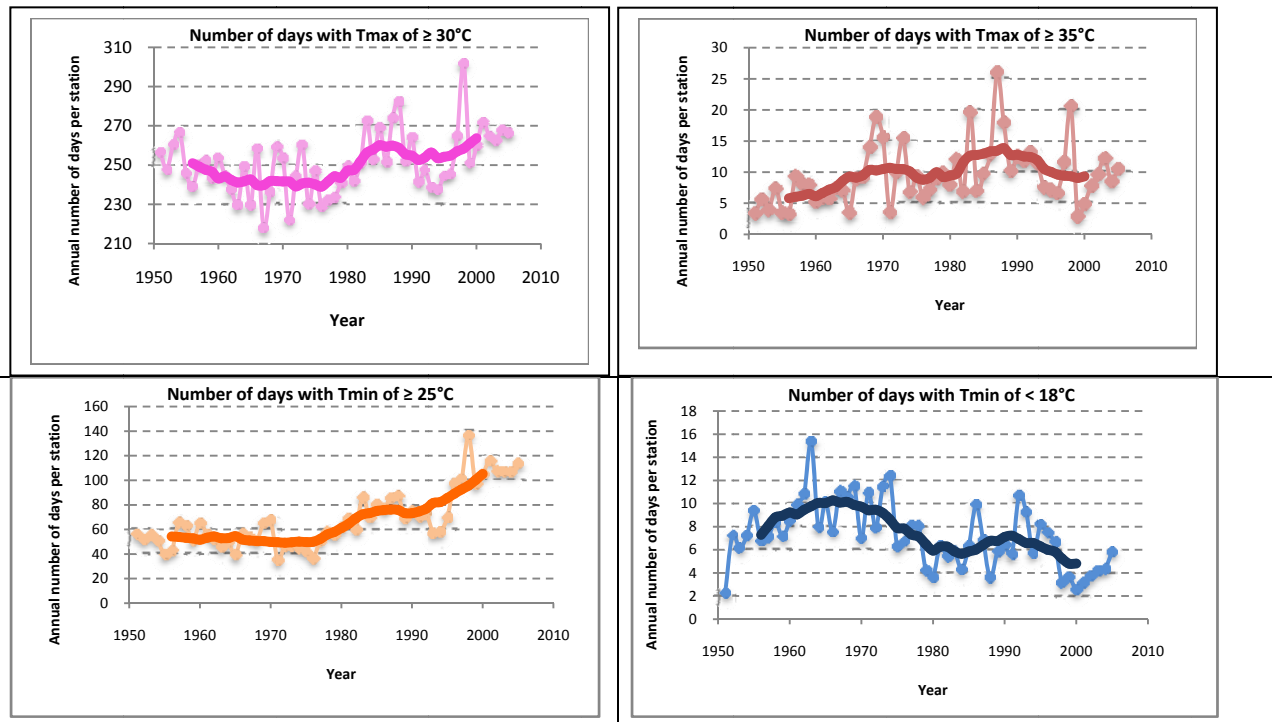 Number of days with Tmax of ≥ 30°C
Annual number of days per station
310
290
270
250
230
210
1950 1960 1970 1980 1990 2000 2010
Year
Number of days with Tmax of ≥ 35°C
Annual number of days per station
30
25
20
15
10
5
0
1950 1960 1970 1980 1990 2000 2010
Year
Number of days with Tmin of ≥ 25°C
Annual number of days per station
160
140
120
100
80
60
40
20
0
1950 1960 1970 1980 1990 2000 2010
Year
Number of days with Tmin of < 18°C
Annual number of days per station
18
16
14
12
10
8
6
4
2
0
1950 1960 1970 1980 1990 2000 2010
Year